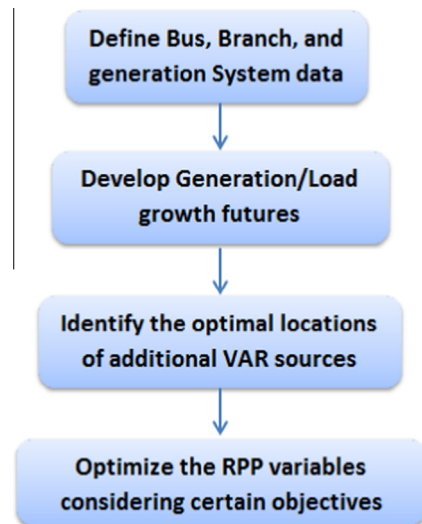 Define Bus, Branch, and
generation System data
Develop Generation/Load
growth futures
Identify the optimal locations
of additional VAR sources
Optimize the RPP variables
considering certain objectives